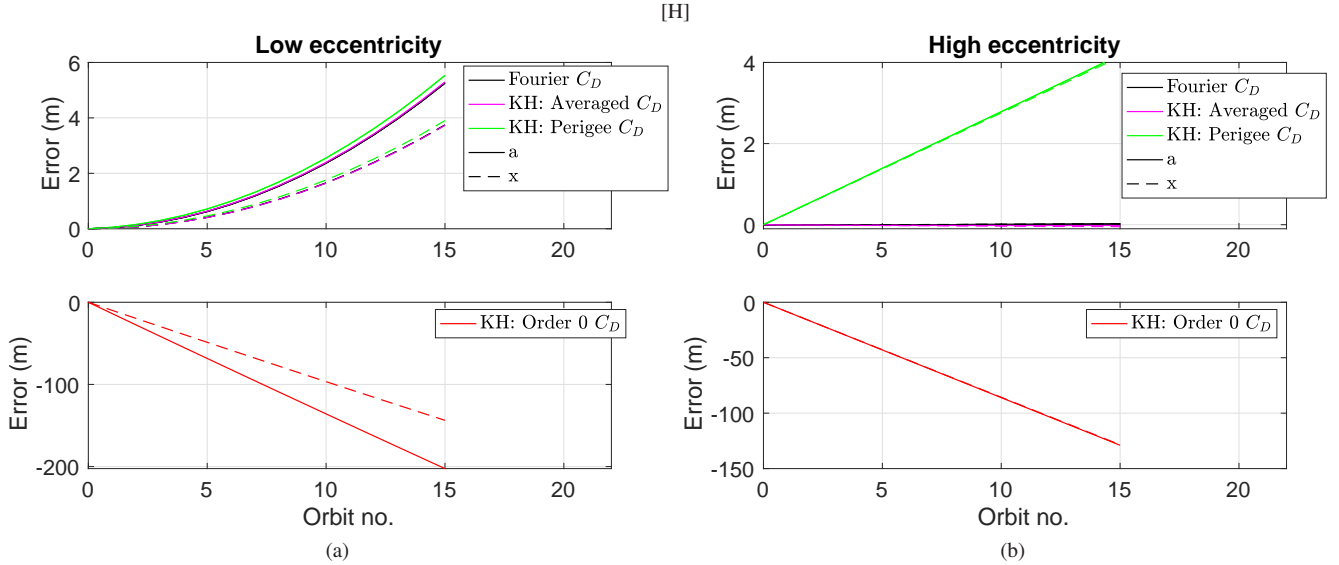 [H]
Low eccentricity
Error (m)
6
4
2
0
0 5 10 15 20
Fourier C_D
KH: Averaged C_D
KH: Perigee C_D
a
x
Error (m)
0
-100
-200
0 5 10 15 20
KH: Order 0 C_D
Orbit no.
(a)
High eccentricity
Error (m)
4
2
0
0 5 10 15 20
Fourier C_D
KH: Averaged C_D
KH: Perigee C_D
a
x
Error (m)
0
-50
-100
-150
0 5 10 15 20
KH: Order 0 C_D
Orbit no.
(b)